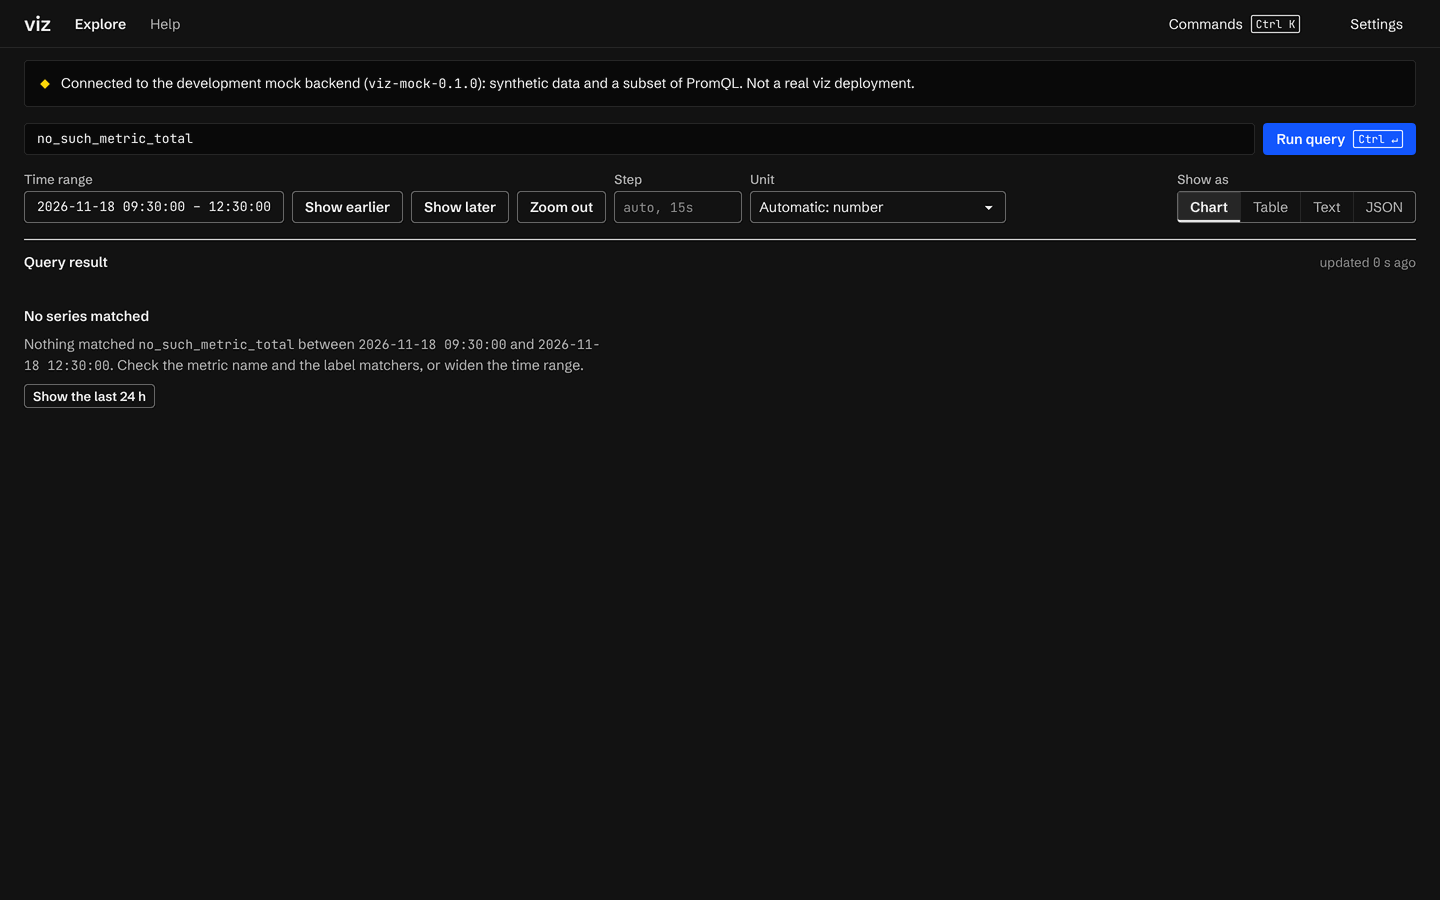 viz Explore Help Commands Ctrl K Settings
Connected to the development mock backend (viz-mock-0.1.0): synthetic data and a subset of PromQL. Not a real viz deployment.
no_such_metric_total Run query Ctrl ↵
Time range Step Unit Show as
2026-11-18 09:30:00 – 12:30:00 Show earlier Show later Zoom out auto, 15s Automatic: number Chart Table Text JSON
Query result updated 0 s ago
No series matched
Nothing matched no_such_metric_total between 2026-11-18 09:30:00 and 2026-11-
18 12:30:00. Check the metric name and the label matchers, or widen the time range.
Show the last 24 h